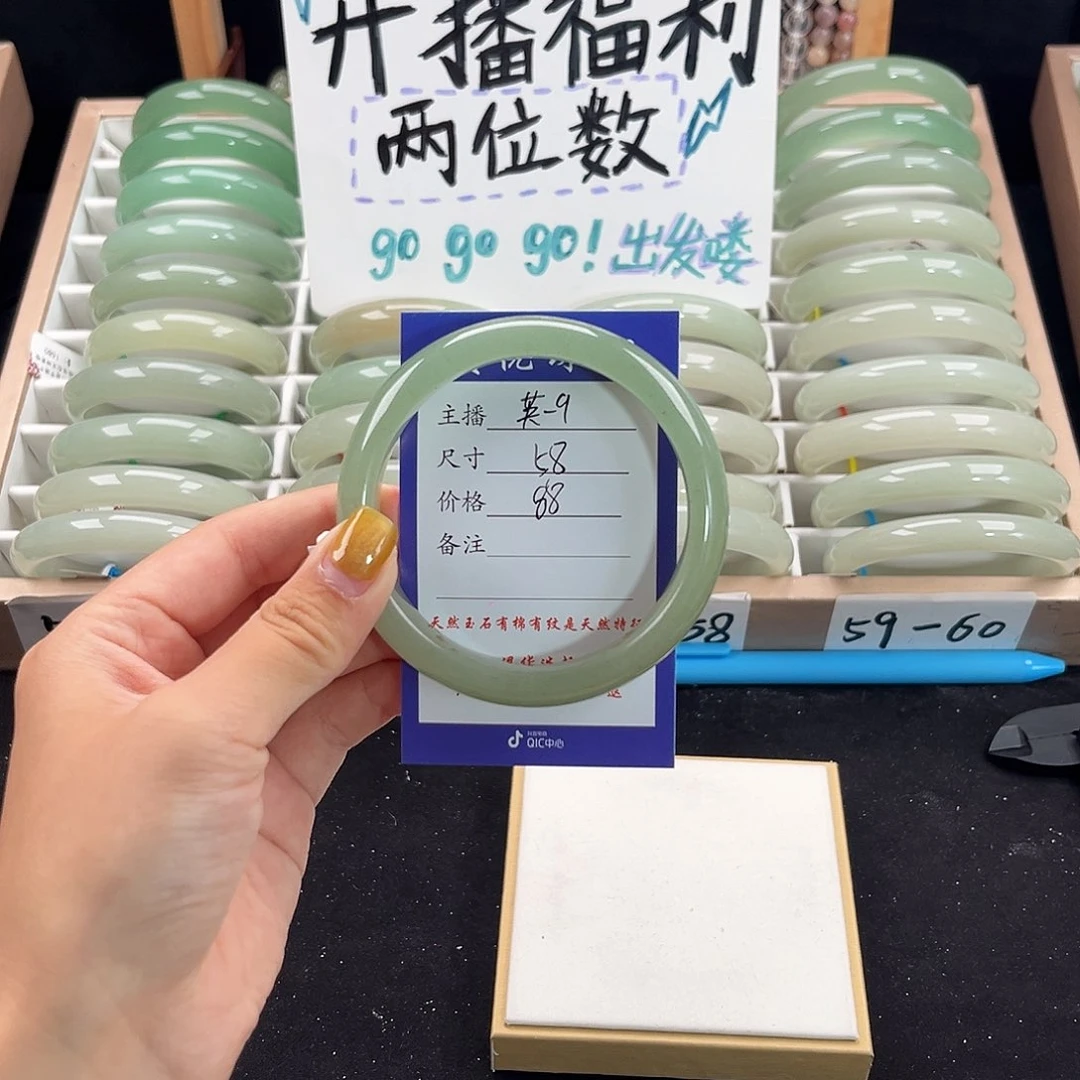 开播福利
两位数
go go go! 出发喽
主播 英-9
尺寸 58
价格 88
备注
天然玉石有棉有纹是天然特征
QIC中心
58
59-60